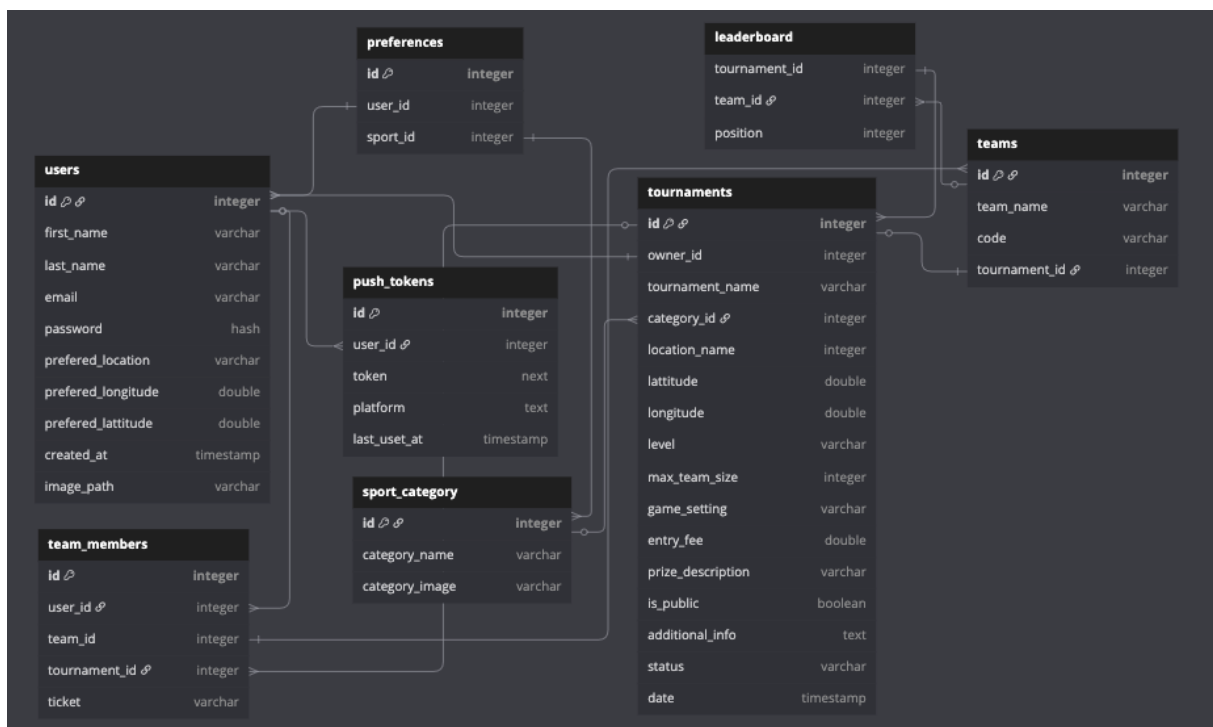 preferences
id integer
user_id integer
sport_id integer
leaderboard
tournament_id integer
team_id integer
position integer
teams
id integer
team_name varchar
code varchar
tournament_id integer
users
id integer
first_name varchar
last_name varchar
email varchar
password hash
prefered_location varchar
prefered_longitude double
prefered_lattitude double
created_at timestamp
image_path varchar
tournaments
id integer
owner_id integer
tournament_name varchar
category_id integer
location_name integer
lattitude double
longitude double
level varchar
max_team_size integer
game_setting varchar
entry_fee double
prize_description varchar
is_public boolean
additional_info text
status varchar
date timestamp
push_tokens
id integer
user_id integer
token next
platform text
last_uset_at timestamp
sport_category
id integer
category_name varchar
category_image varchar
team_members
id integer
user_id integer
team_id integer
tournament_id integer
ticket varchar